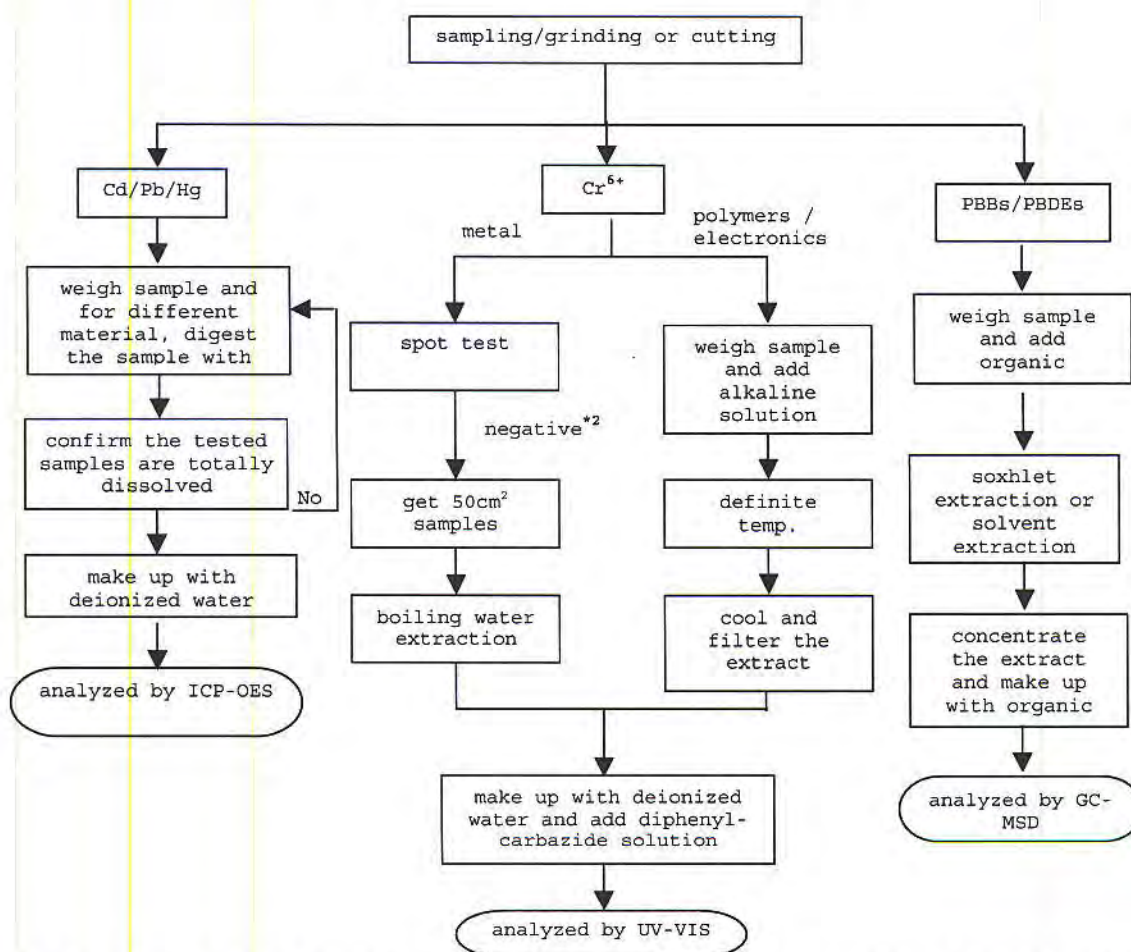 sampling/grinding or cutting
Cd/Pb/Hg
weigh sample and
for different
material, digest
the sample with
confirm the tested
samples are totally
dissolved
No
make up with
deionized water
analyzed by ICP-OES
Cr⁶⁺
metal
polymers /
electronics
spot test
negative*²
get 50cm²
samples
boiling water
extraction
weigh sample
and add
alkaline
solution
definite
temp.
cool and
filter the
extract
make up with deionized
water and add diphenyl-
carbazide solution
analyzed by UV-VIS
PBBs/PBDEs
weigh sample
and add
organic
soxhlet
extraction or
solvent
extraction
concentrate
the extract
and make up
with organic
analyzed by GC-
MSD